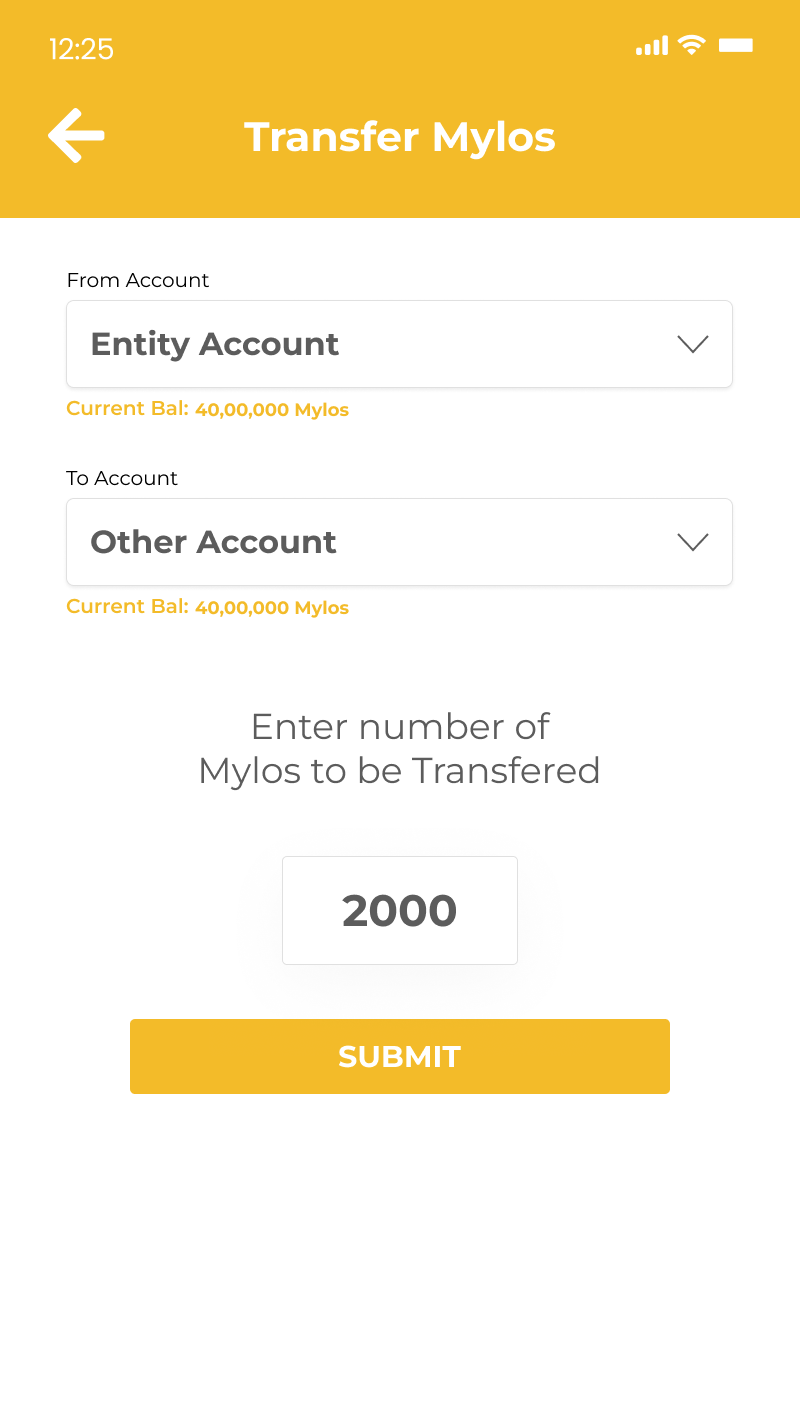 12:25
Transfer Mylos
From Account
Entity Account
Current Bal: 40,00,000 Mylos
To Account
Other Account
Current Bal: 40,00,000 Mylos
Enter number of
Mylos to be Transfered
2000
SUBMIT